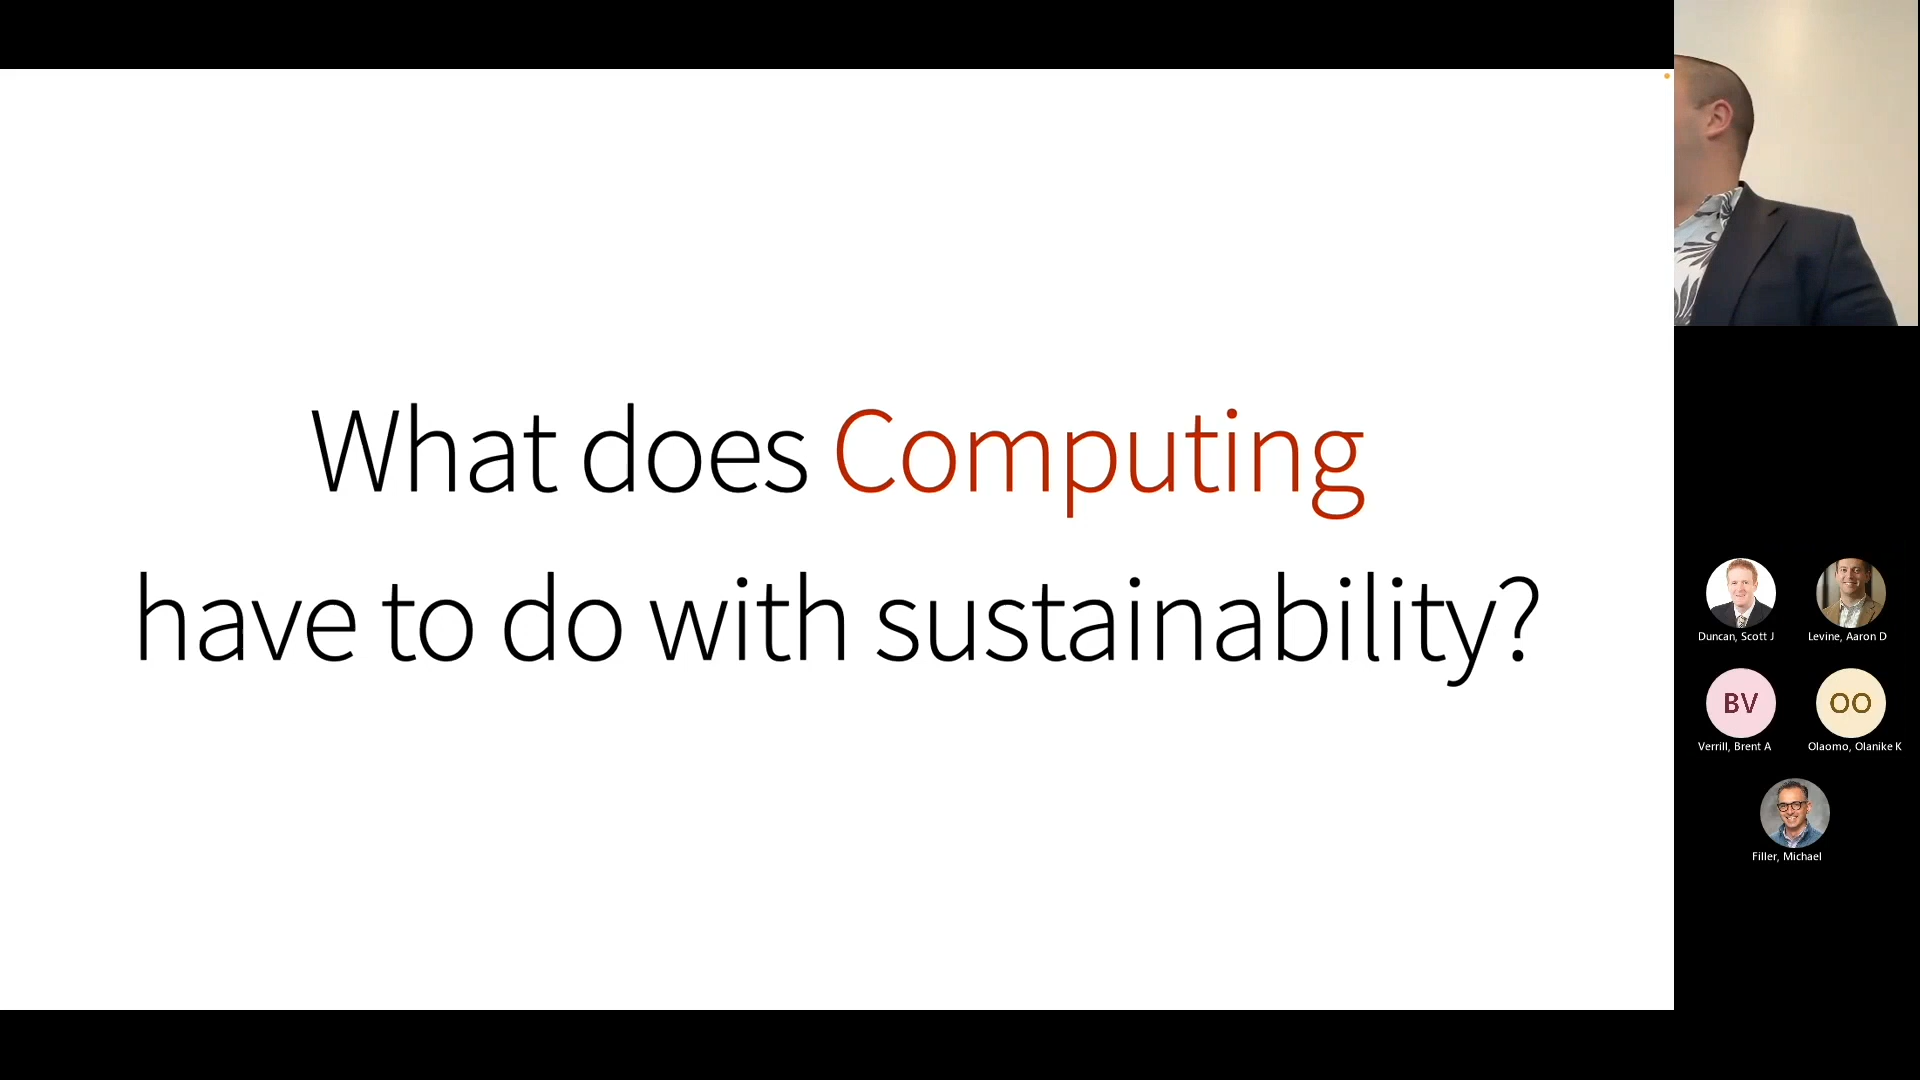 What does Computing
have to do with sustainability?
Duncan, Scott J
Levine, Aaron D
BV
OO
Verrill, Brent A
Olaomo, Olanike K
Filler, Michael